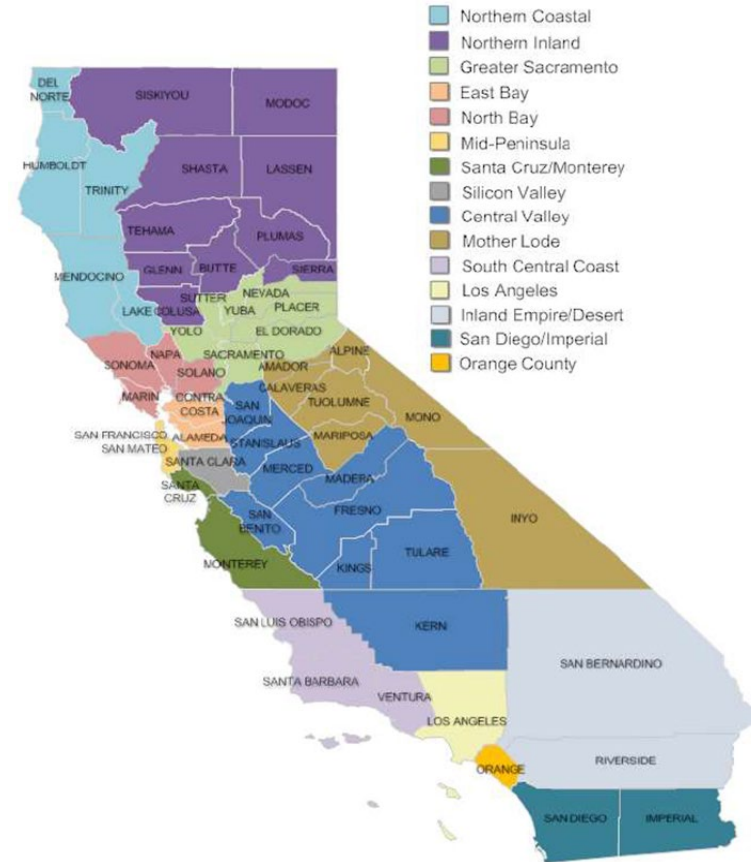 Northern Coastal
Northern Inland
Greater Sacramento
East Bay
North Bay
Mid-Peninsula
Santa Cruz/Monterey
Silicon Valley
Central Valley
Mother Lode
South Central Coast
Los Angeles
Inland Empire/Desert
San Diego/Imperial
Orange County
DEL
NORTE
SISKIYOU
MODOC
HUMBOLDT
TRINITY
SHASTA
LASSEN
TEHAMA
PLUMAS
MENDOCINO
GLENN
BUTTE
SIERRA
LAKE
COLUSA
SUTTER
YUBA
NEVADA
PLACER
YOLO
EL DORADO
SONOMA
NAPA
SACRAMENTO
AMADOR
ALPINE
SOLANO
CALAVERAS
MARIN
CONTRA
COSTA
SAN
JOAQUIN
TUOLUMNE
MONO
SAN FRANCISCO
ALAMEDA
STANISLAUS
MARIPOSA
SAN MATEO
SANTA CLARA
MERCED
MADERA
SANTA
CRUZ
SAN
BENITO
FRESNO
INYO
MONTEREY
KINGS
TULARE
SAN LUIS OBISPO
KERN
SANTA BARBARA
VENTURA
LOS ANGELES
SAN BERNARDINO
ORANGE
RIVERSIDE
SAN DIEGO
IMPERIAL